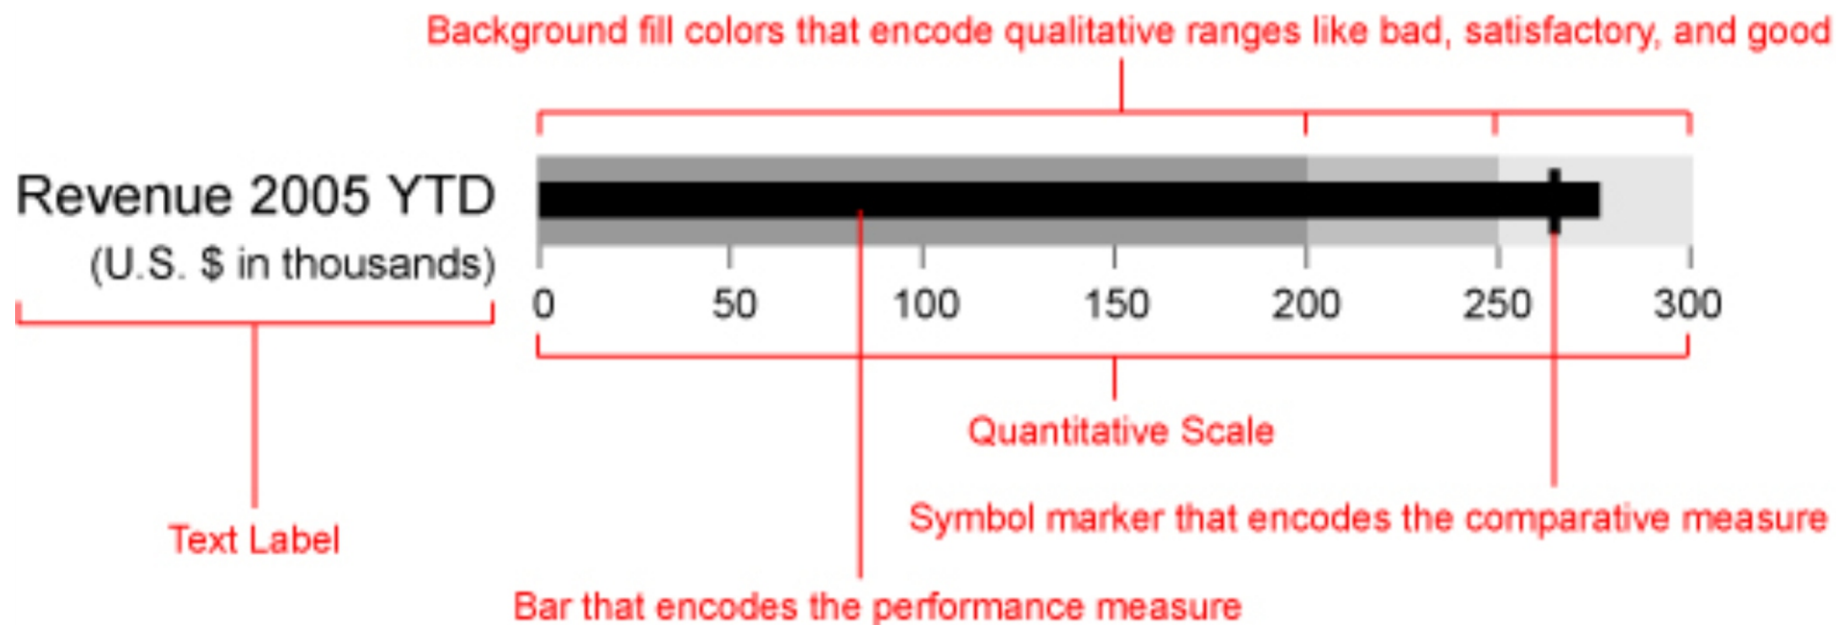 Background fill colors that encode qualitative ranges like bad, satisfactory, and good
Revenue 2005 YTD
(U.S. $ in thousands)
0 50 100 150 200 250 300
Quantitative Scale
Symbol marker that encodes the comparative measure
Text Label
Bar that encodes the performance measure